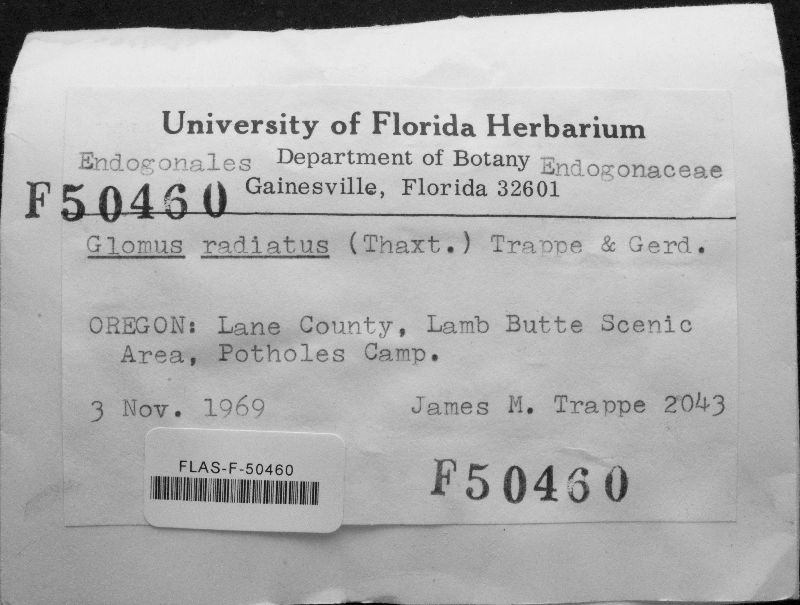 University of Florida Herbarium
Endogonales Department of Botany Endogonaceae
F50460 Gainesville, Florida 32601
Glomus radiatus (Thaxt.) Trappe & Gerd.
OREGON: Lane County, Lamb Butte Scenic
Area, Potholes Camp.
3 Nov. 1969 James M. Trappe 2043
FLAS-F-50460
F50460